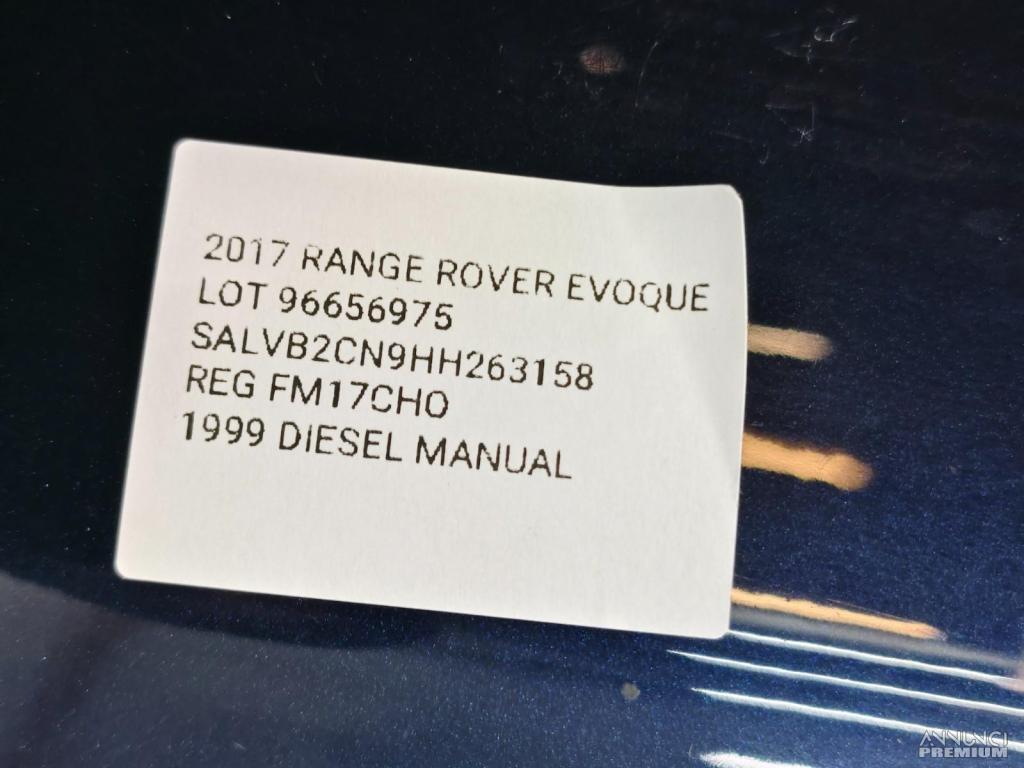 2017 RANGE ROVER EVOQUE
LOT 96656975
SALVB2CN9HH263158
REG FM17CHO
1999 DIESEL MANUAL
ANNUNCI
PREMIUM